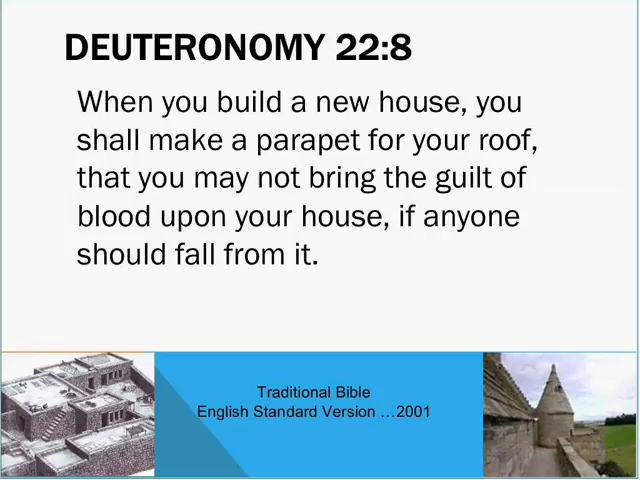 DEUTERONOMY 22:8
When you build a new house, you
shall make a parapet for your roof,
that you may not bring the guilt of
blood upon your house, if anyone
should fall from it.
Traditional Bible
English Standard Version …2001